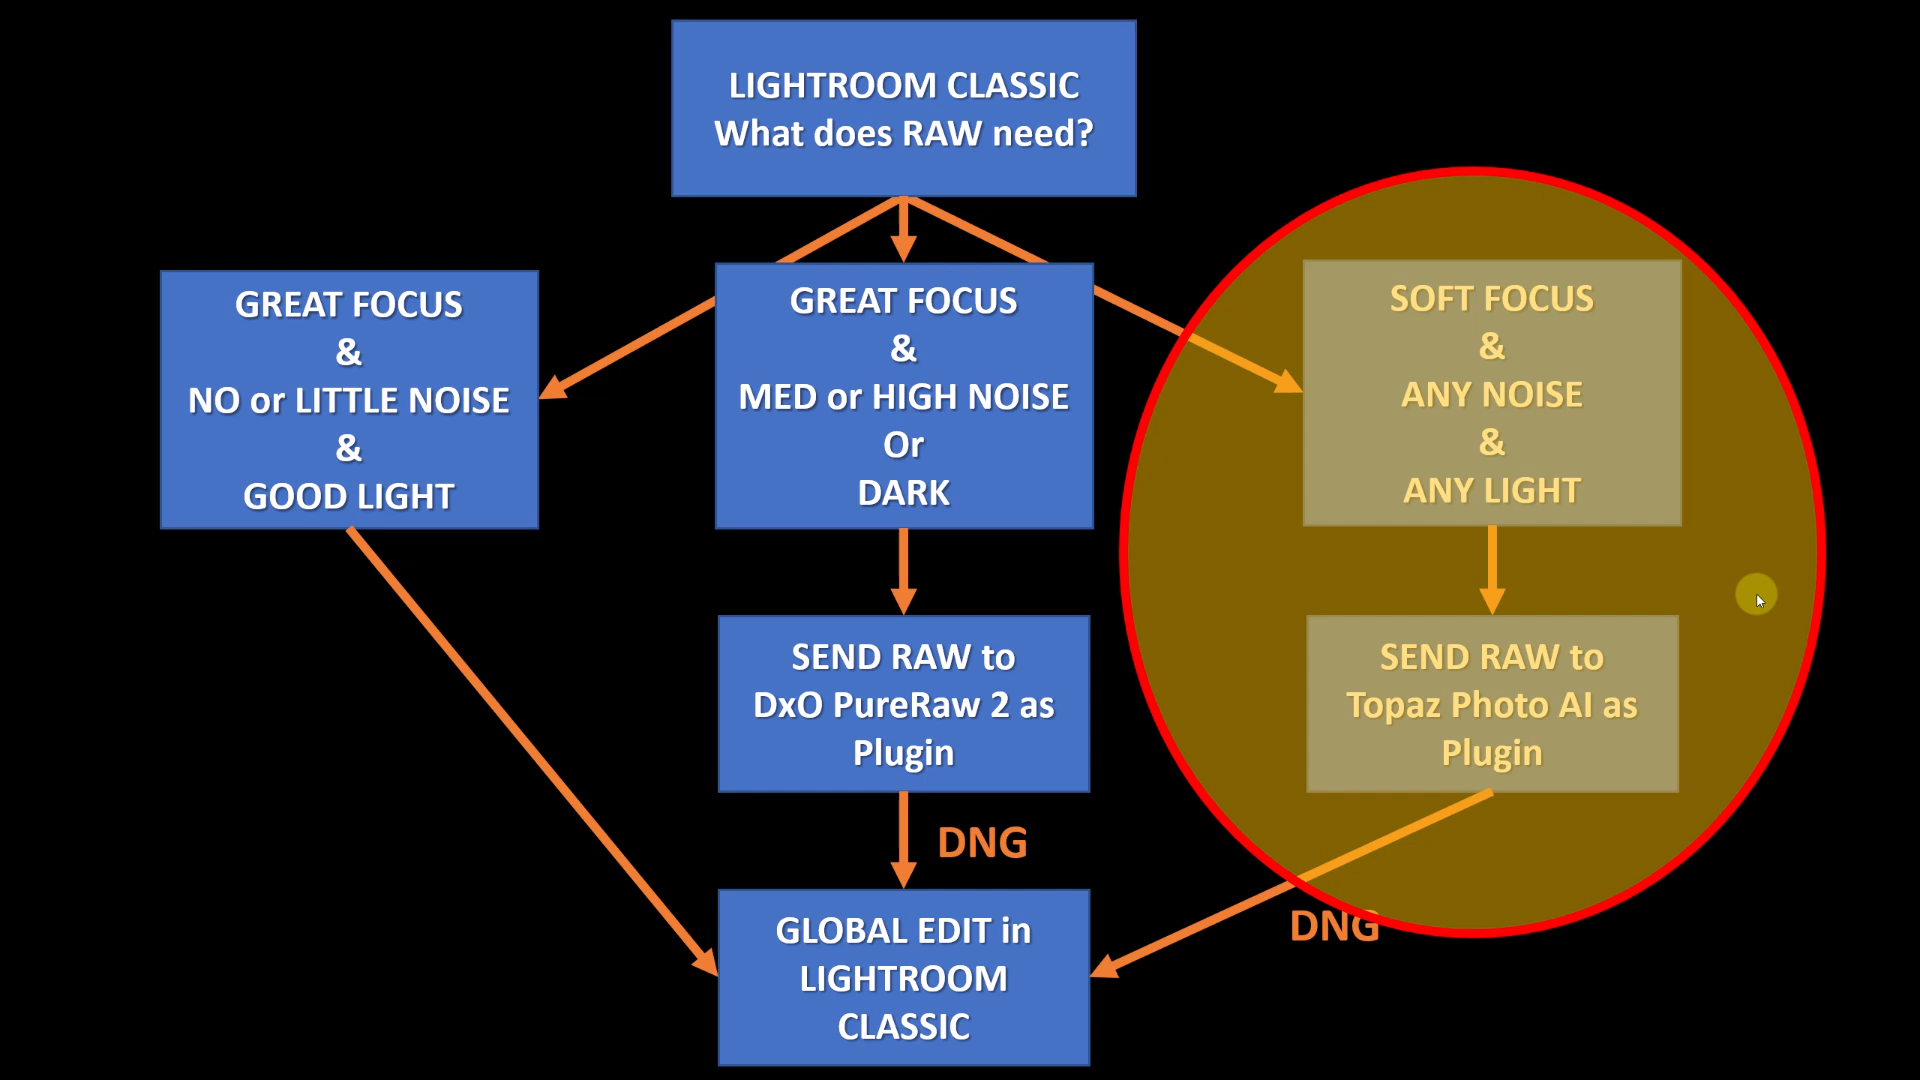 LIGHTROOM CLASSIC
What does RAW need?
GREAT FOCUS
&
NO or LITTLE NOISE
&
GOOD LIGHT
GREAT FOCUS
&
MED or HIGH NOISE
Or
DARK
SOFT FOCUS
&
ANY NOISE
&
ANY LIGHT
SEND RAW to
DxO PureRaw 2 as
Plugin
SEND RAW to
Topaz Photo AI as
Plugin
DNG
DNG
GLOBAL EDIT in
LIGHTROOM
CLASSIC